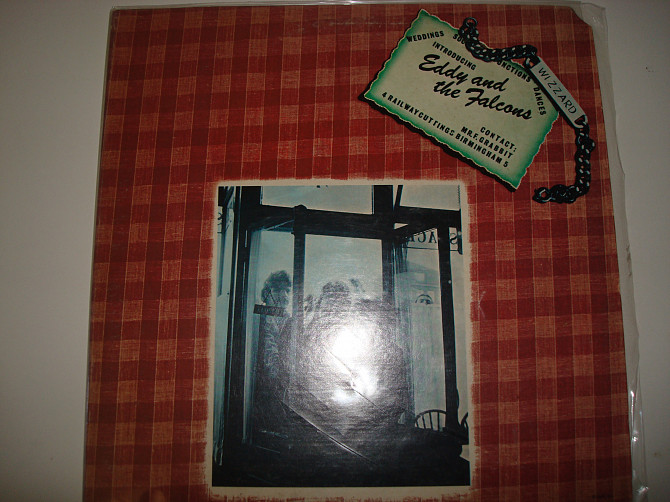 WEDDINGS DANCES
INTRODUCING
Eddy and
the Falcons
CONTACT:
MR.F. GRABBIT
4 RAILWAY CUTTINGS BIRMINGHAM 5
WIZZARD